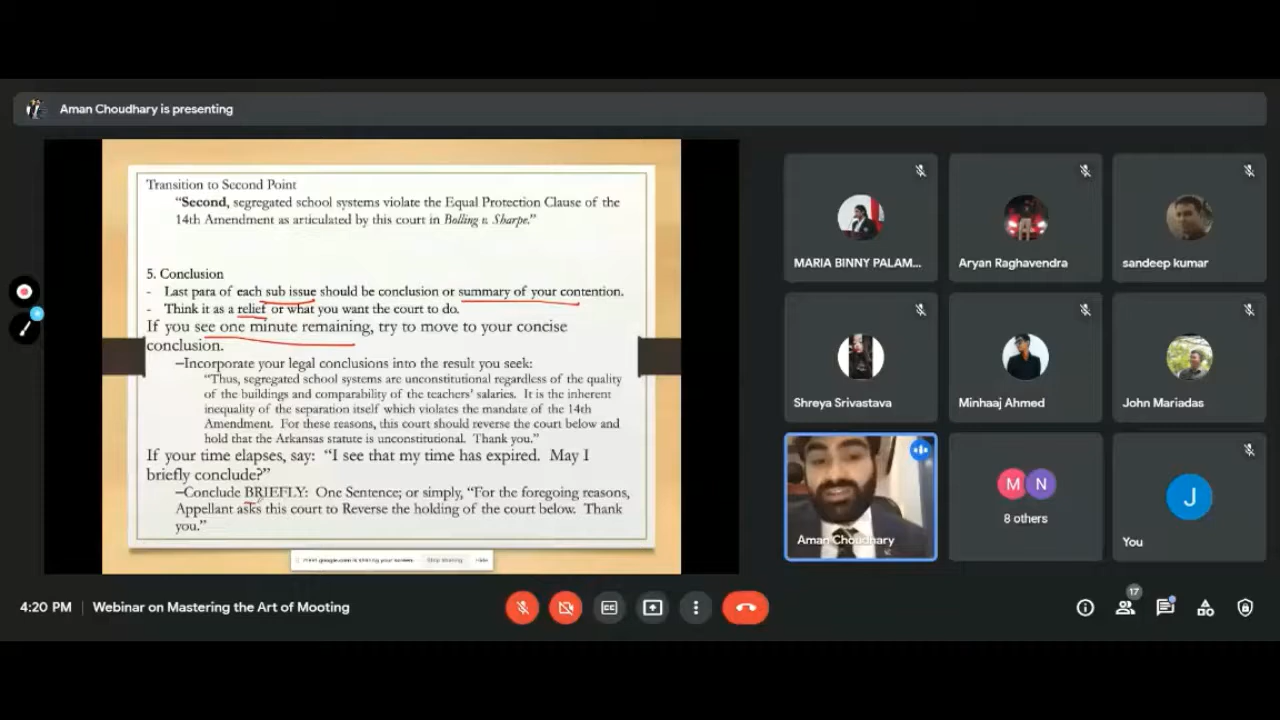 Aman Choudhary is presenting
Transition to Second Point
"Second, segregated school systems violate the Equal Protection Clause of the
14th Amendment as articulated by this court in Bolling v. Sharpe."
5. Conclusion
- Last para of each sub issue should be conclusion or summary of your contention.
- Think it as a relief or what you want the court to do.
If you see one minute remaining, try to move to your concise
conclusion.
–Incorporate your legal conclusions into the result you seek:
"Thus, segregated school systems are unconstitutional regardless of the quality
of the buildings and comparability of the teachers' salaries. It is the inherent
inequality of the separation itself which violates the mandate of the 14th
Amendment. For these reasons, this court should reverse the court below and
hold that the Arkansas statute is unconstitutional. Thank you."
If your time elapses, say: "I see that my time has expired. May I
briefly conclude?"
–Conclude BRIEFLY: One Sentence; or simply, "For the foregoing reasons,
Appellant asks this court to Reverse the holding of the court below. Thank
you."
meet.google.com is sharing your screen. Stop sharing Hide
MARIA BINNY PALAM...
Aryan Raghavendra
sandeep kumar
Shreya Srivastava
Minhaaj Ahmed
John Mariadas
Aman Choudhary
M N
8 others
J
You
4:20 PM | Webinar on Mastering the Art of Mooting
17